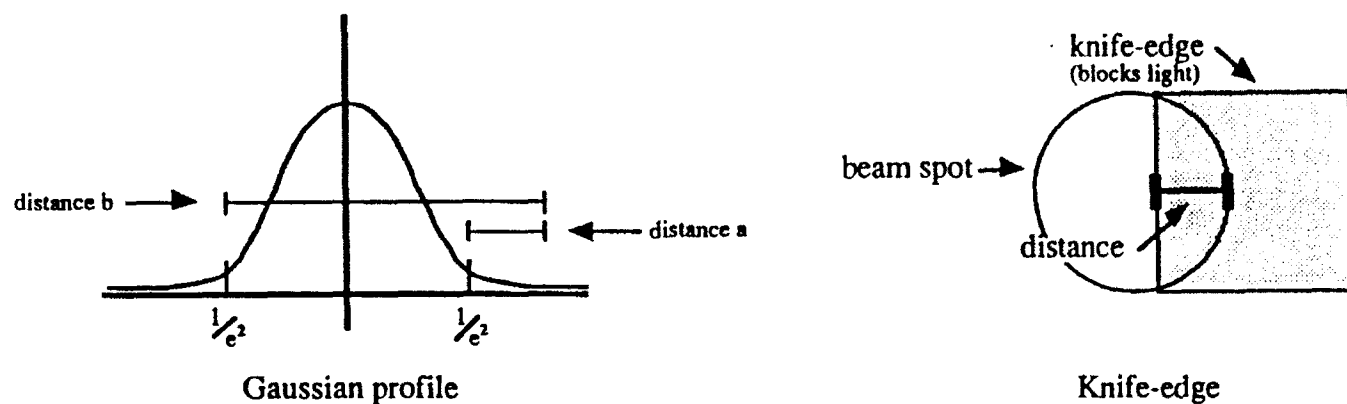 knife-edge
(blocks light)
beam spot
distance b
distance a
distance
1/e²
1/e²
Gaussian profile
Knife-edge